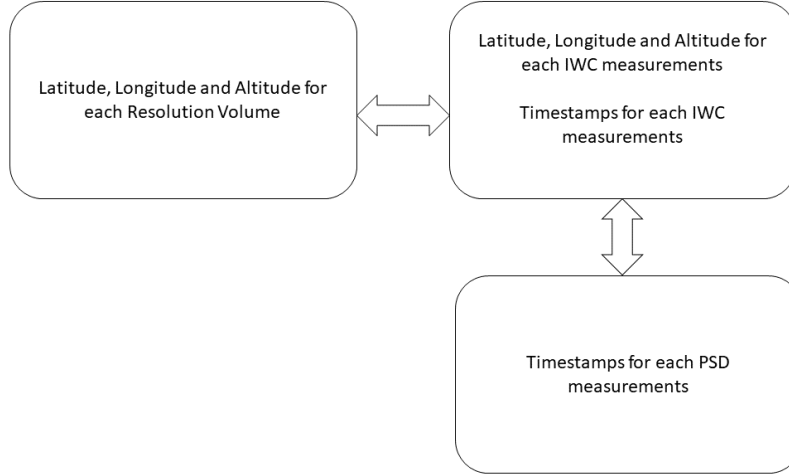 Latitude, Longitude and Altitude for
each Resolution Volume
Latitude, Longitude and Altitude for
each IWC measurements
Timestamps for each IWC
measurements
Timestamps for each PSD
measurements